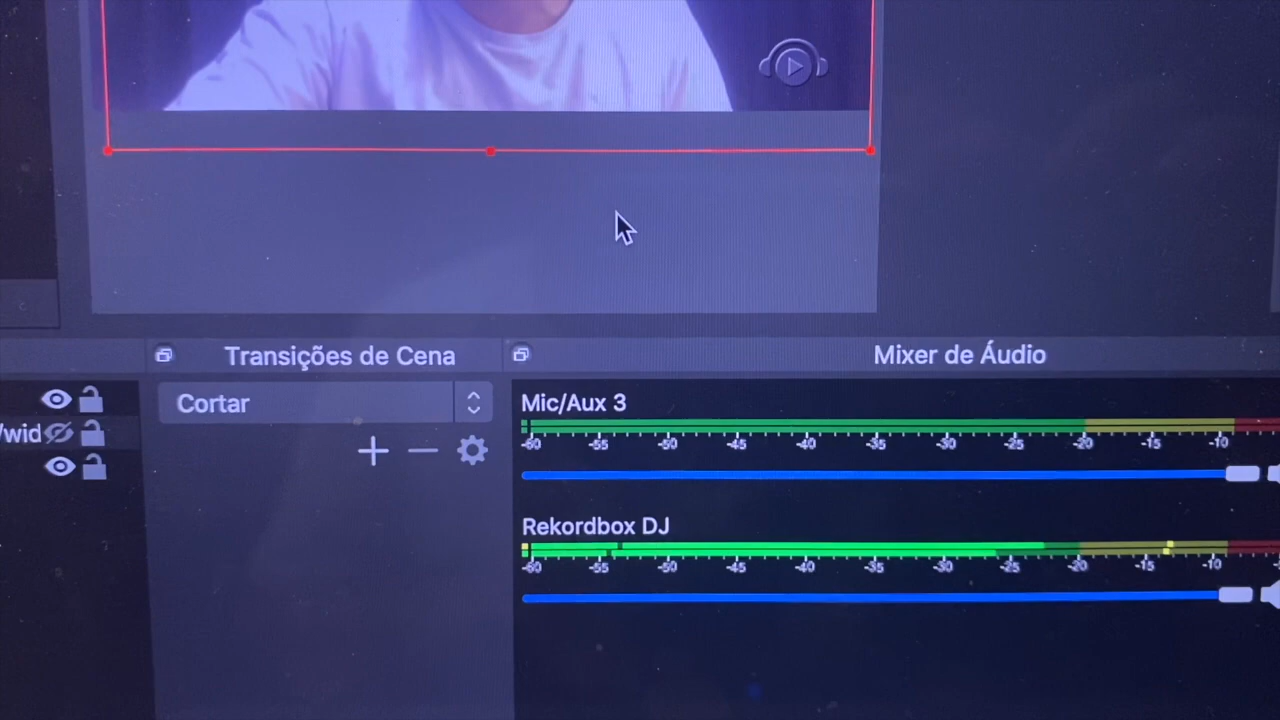 Transições de Cena
Mixer de Áudio
Cortar
/wid
Mic/Aux 3
-60 -55 -50 -45 -40 -35 -30 -25 -20 -15 -10
Rekordbox DJ
-60 -55 -50 -45 -40 -35 -30 -25 -20 -15 -10